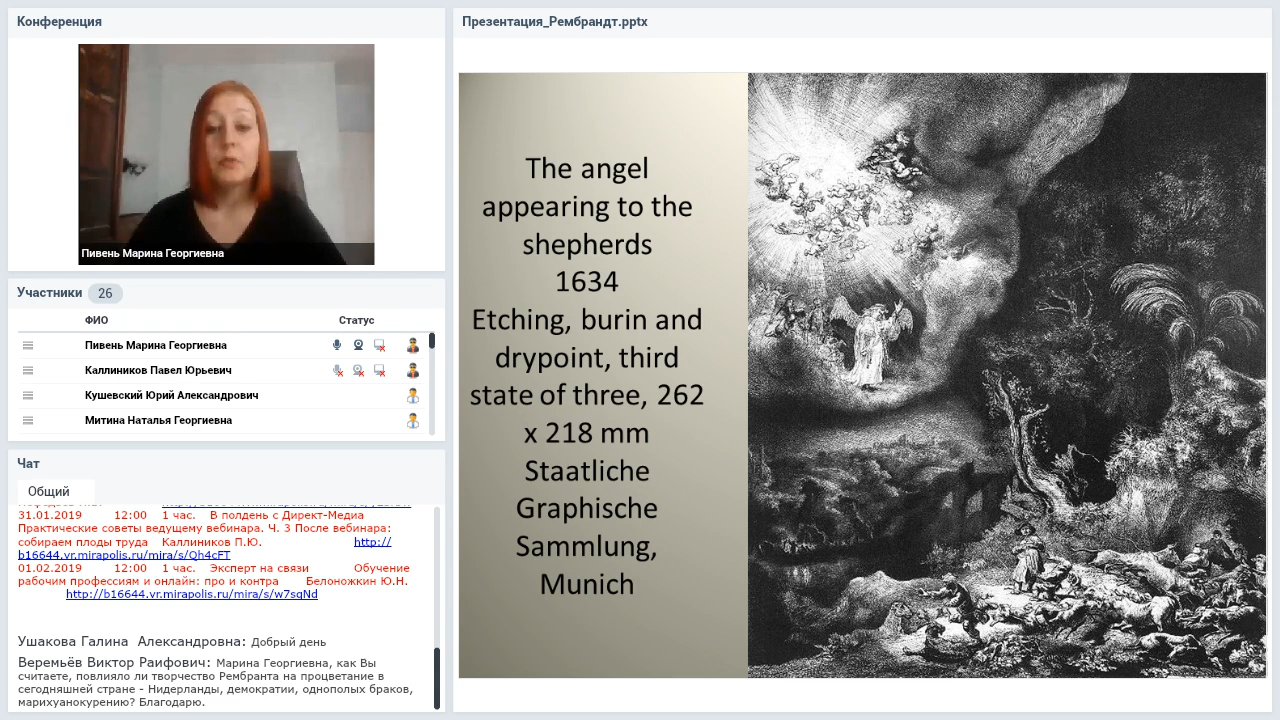 Конференция
Пивень Марина Георгиевна
Участники 26
ФИО Статус
Пивень Марина Георгиевна
Каллиников Павел Юрьевич
Кушевский Юрий Александрович
Митина Наталья Георгиевна
Чат
Общий
31.01.2019 12:00 1 час. В полдень с Директ-Медиа
Практические советы ведущему вебинара. Ч. 3 После вебинара:
собираем плоды труда Каллиников П.Ю. http://
b16644.vr.mirapolis.ru/mira/s/Qh4cFT
01.02.2019 12:00 1 час. Эксперт на связи Обучение
рабочим профессиям и онлайн: про и контра Белоножкин Ю.Н.
http://b16644.vr.mirapolis.ru/mira/s/w7sqNd
Ушакова Галина Александровна: Добрый день
Веремьёв Виктор Раифович: Марина Георгиевна, как Вы
считаете, повлияло ли творчество Рембранта на процветание в
сегодняшней стране - Нидерланды, демократии, однополых браков,
марихуанокурению? Благодарю.
Презентация_Рембрандт.pptx
The angel
appearing to the
shepherds
1634
Etching, burin and
drypoint, third
state of three, 262
x 218 mm
Staatliche
Graphische
Sammlung,
Munich